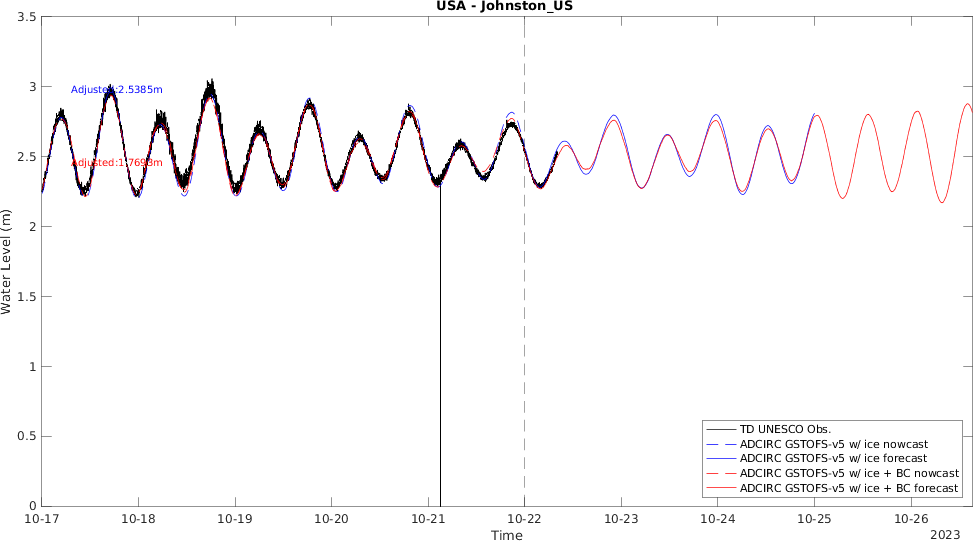 USA - Johnston_US
3.5
3
2.5
2
1.5
1
0.5
0
Water Level (m)
Adjusted:2.5385m
TD UNESCO Obs.
ADCIRC GSTOFS-v5 w/ ice nowcast
ADCIRC GSTOFS-v5 w/ ice forecast
ADCIRC GSTOFS-v5 w/ ice + BC nowcast
ADCIRC GSTOFS-v5 w/ ice + BC forecast
10-17 10-18 10-19 10-20 10-21 10-22 10-23 10-24 10-25 10-26
Time
2023